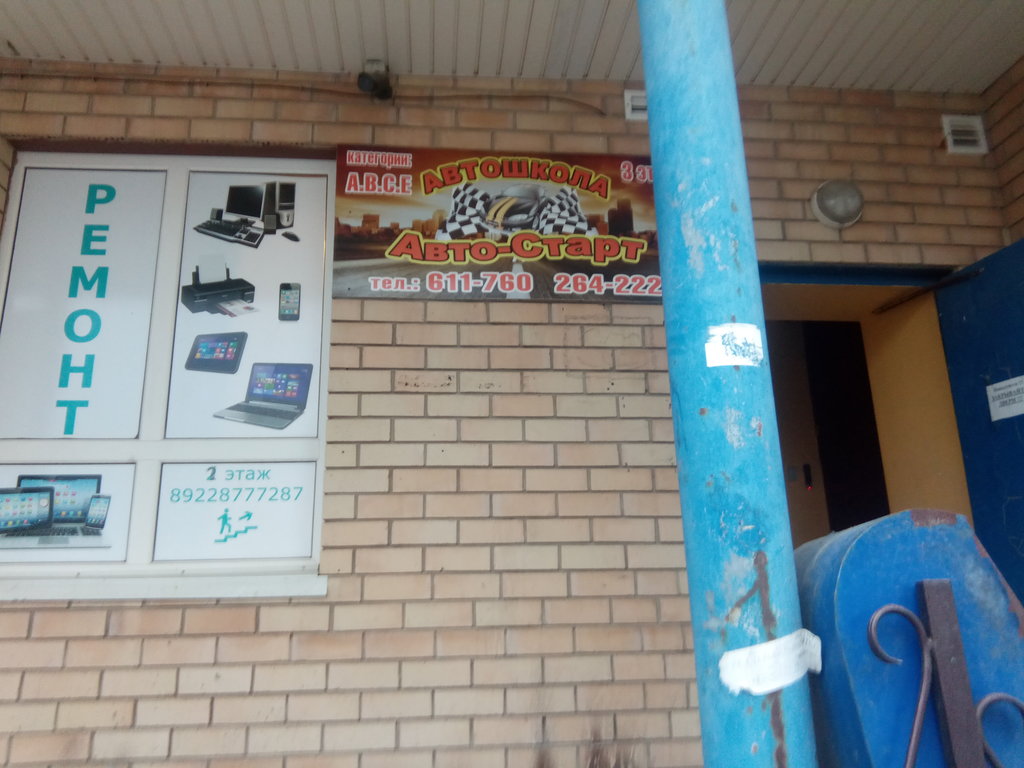 РЕМОНТ
2 этаж
89228777287
категории:
А.В.С.Е
АВТОШКОЛА
3 эт
Авто-Старт
тел.: 611-760 264-222